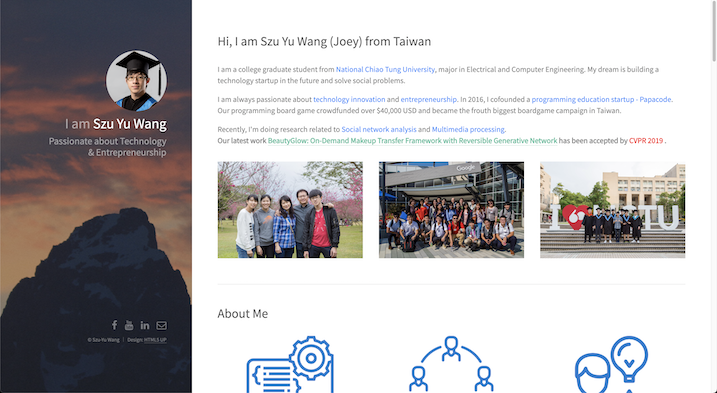 I am Szu Yu Wang
Passionate about Technology
& Entrepreneurship
© Szu-Yu Wang | Design: HTML5 UP
Hi, I am Szu Yu Wang (Joey) from Taiwan
I am a college graduate student from National Chiao Tung University, major in Electrical and Computer Engineering. My dream is building a
technology startup in the future and solve social problems.
I am always passionate about technology innovation and entrepreneurship. In 2016, I cofounded a programming education startup - Papacode.
Our programming board game crowdfunded over $40,000 USD and became the frouth biggest boardgame campaign in Taiwan.
Recently, I'm doing research related to Social network analysis and Multimedia processing.
Our latest work BeautyGlow: On-Demand Makeup Transfer Framework with Reversible Generative Network has been accepted by CVPR 2019 .
Google
About Me